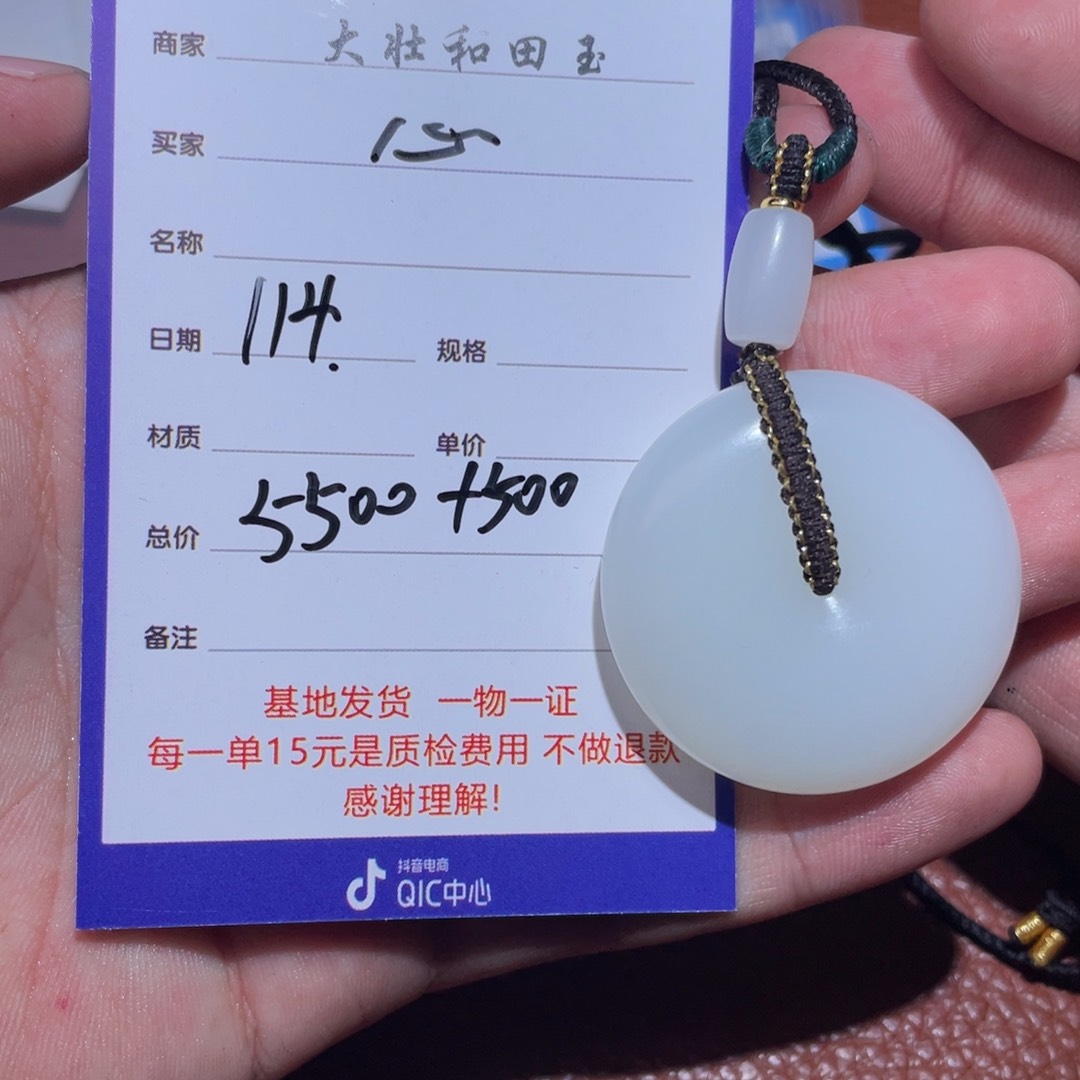 商家 大壮和田玉
买家
名称
日期 114.
规格
材质
单价
总价 5500+500
备注
基地发货 一物一证
每一单15元是质检费用 不做退款
感谢理解!
抖音电商
QIC中心